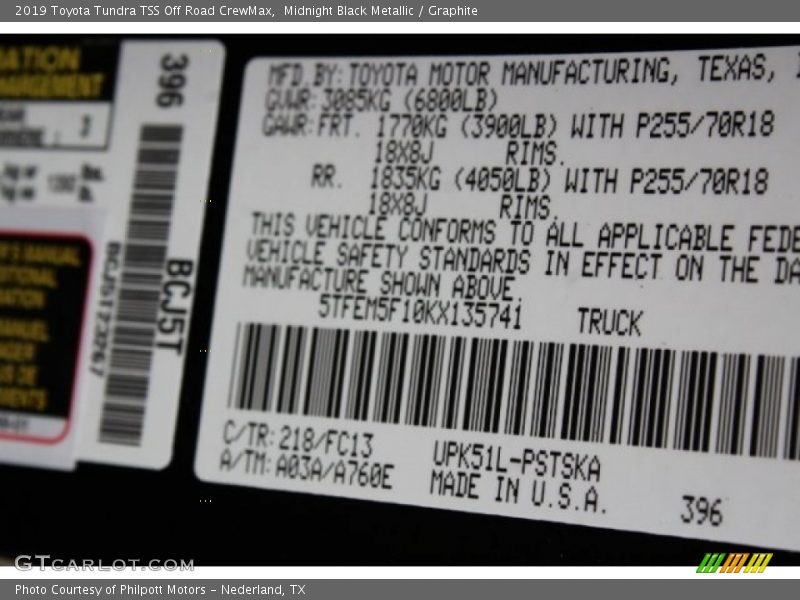 2019 Toyota Tundra TSS Off Road CrewMax, Midnight Black Metallic / Graphite
396
BCJ5T
BCJ5T23267
MFD.BY:TOYOTA MOTOR MANUFACTURING, TEXAS,
GVWR:3085KG (6800LB)
GAWR:FRT. 1770KG (3900LB) WITH P255/70R18
18X8J RIMS.
RR. 1835KG (4050LB) WITH P255/70R18
18X8J RIMS.
THIS VEHICLE CONFORMS TO ALL APPLICABLE FEDE
VEHICLE SAFETY STANDARDS IN EFFECT ON THE DA
MANUFACTURE SHOWN ABOVE.
5TFEM5F10KX135741 TRUCK
C/TR:218/FC13
A/TM:A03A/A760E
UPK51L-PSTSKA
MADE IN U.S.A.
396
GTCARLOT.COM
Photo Courtesy of Philpott Motors - Nederland, TX